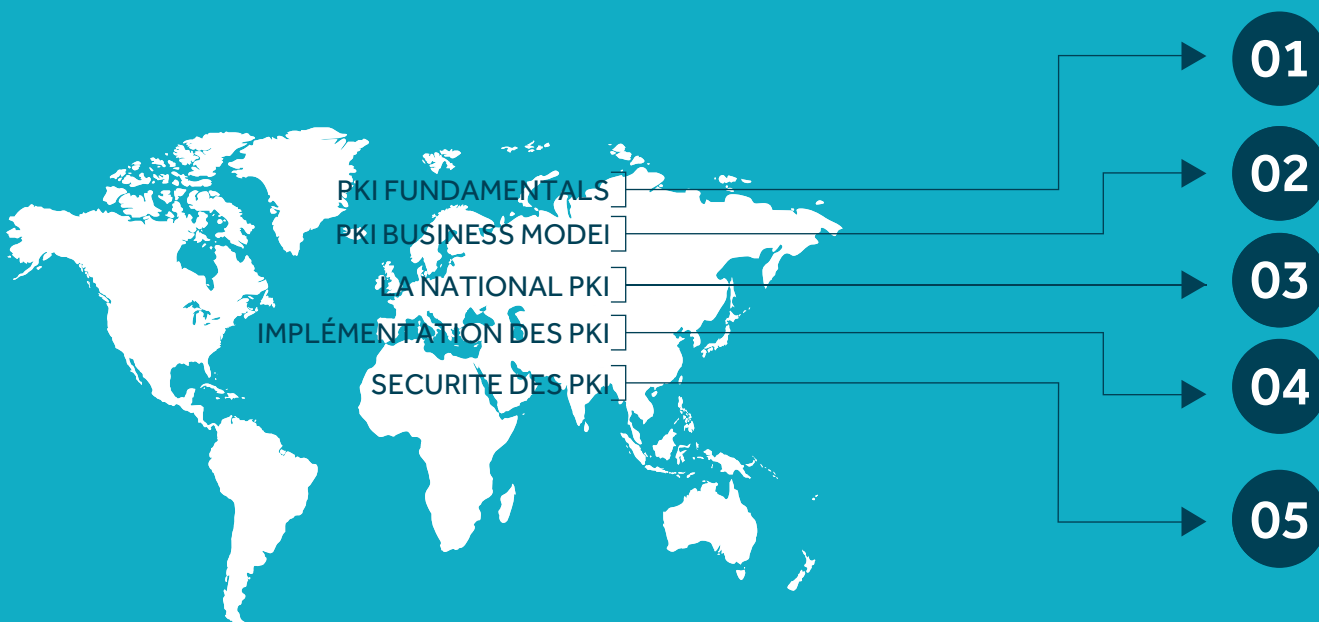 PKI FUNDAMENTALS
PKI BUSINESS MODEl
LA NATIONAL PKI
IMPLÉMENTATION DES PKI
SECURITE DES PKI
01
02
03
04
05